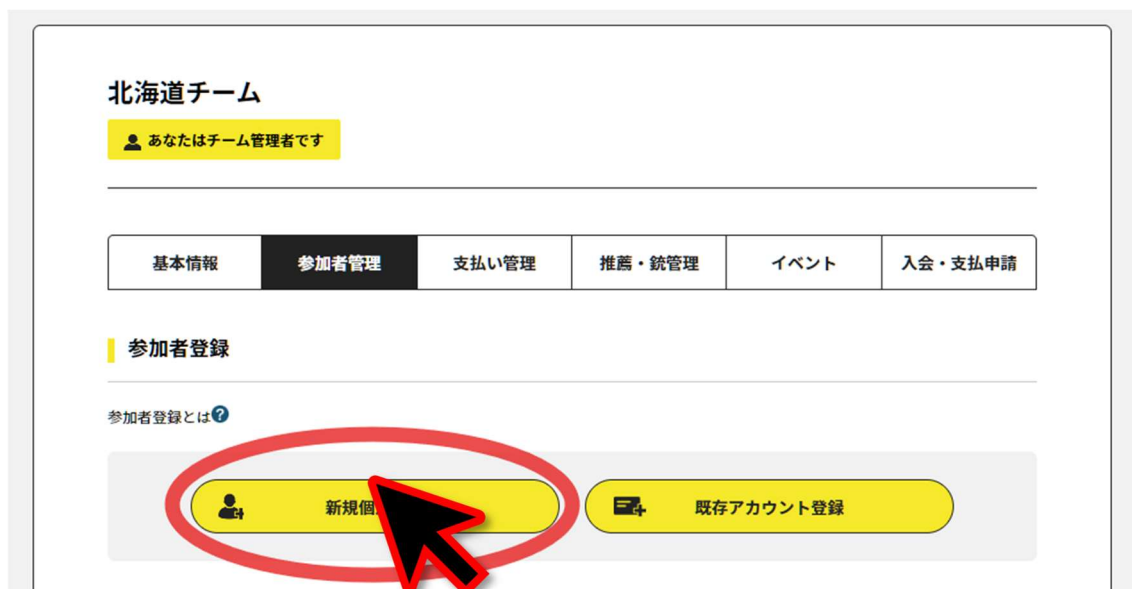 北海道チーム
あなたはチーム管理者です
基本情報
参加者管理
支払い管理
推薦・銃管理
イベント
入会・支払申請
参加者登録
参加者登録とは?
新規個
既存アカウント登録